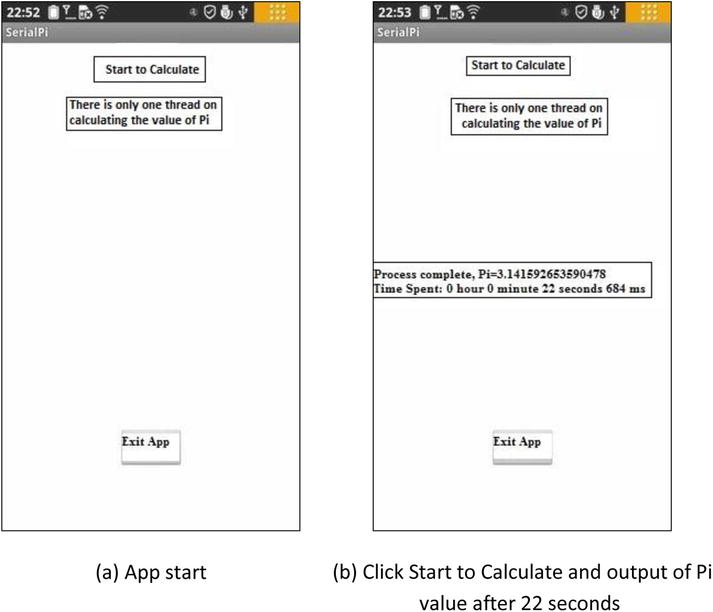 22:52
SerialPi
Start to Calculate
There is only one thread on
calculating the value of Pi
Exit App
(a) App start
22:53
SerialPi
Start to Calculate
There is only one thread on
calculating the value of Pi
Process complete, Pi=3.141592653590478
Time Spent: 0 hour 0 minute 22 seconds 684 ms
Exit App
(b) Click Start to Calculate and output of Pi
value after 22 seconds